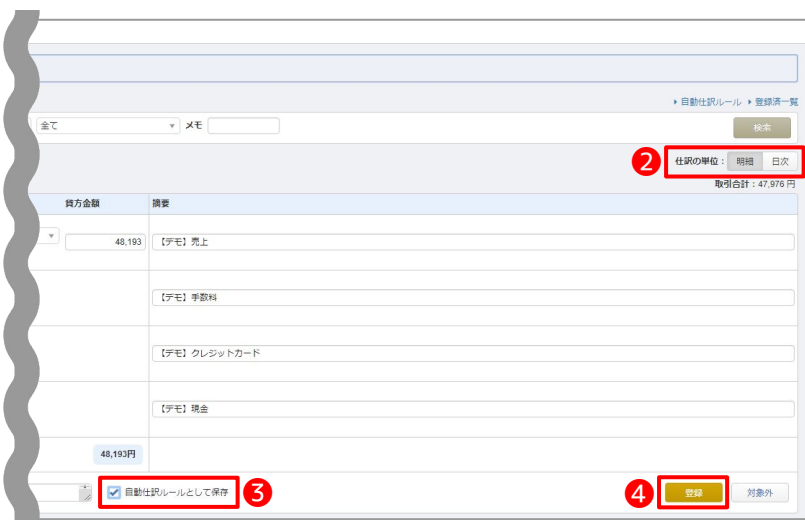 ▶ 自動仕訳ルール ▶ 登録済一覧
全て メモ 検索
2 仕訳の単位： 明細 日次
取引合計：47,976 円
貸方金額 摘要
48,193 【デモ】売上
【デモ】手数料
【デモ】クレジットカード
【デモ】現金
48,193円
自動仕訳ルールとして保存 3 4 登録 対象外